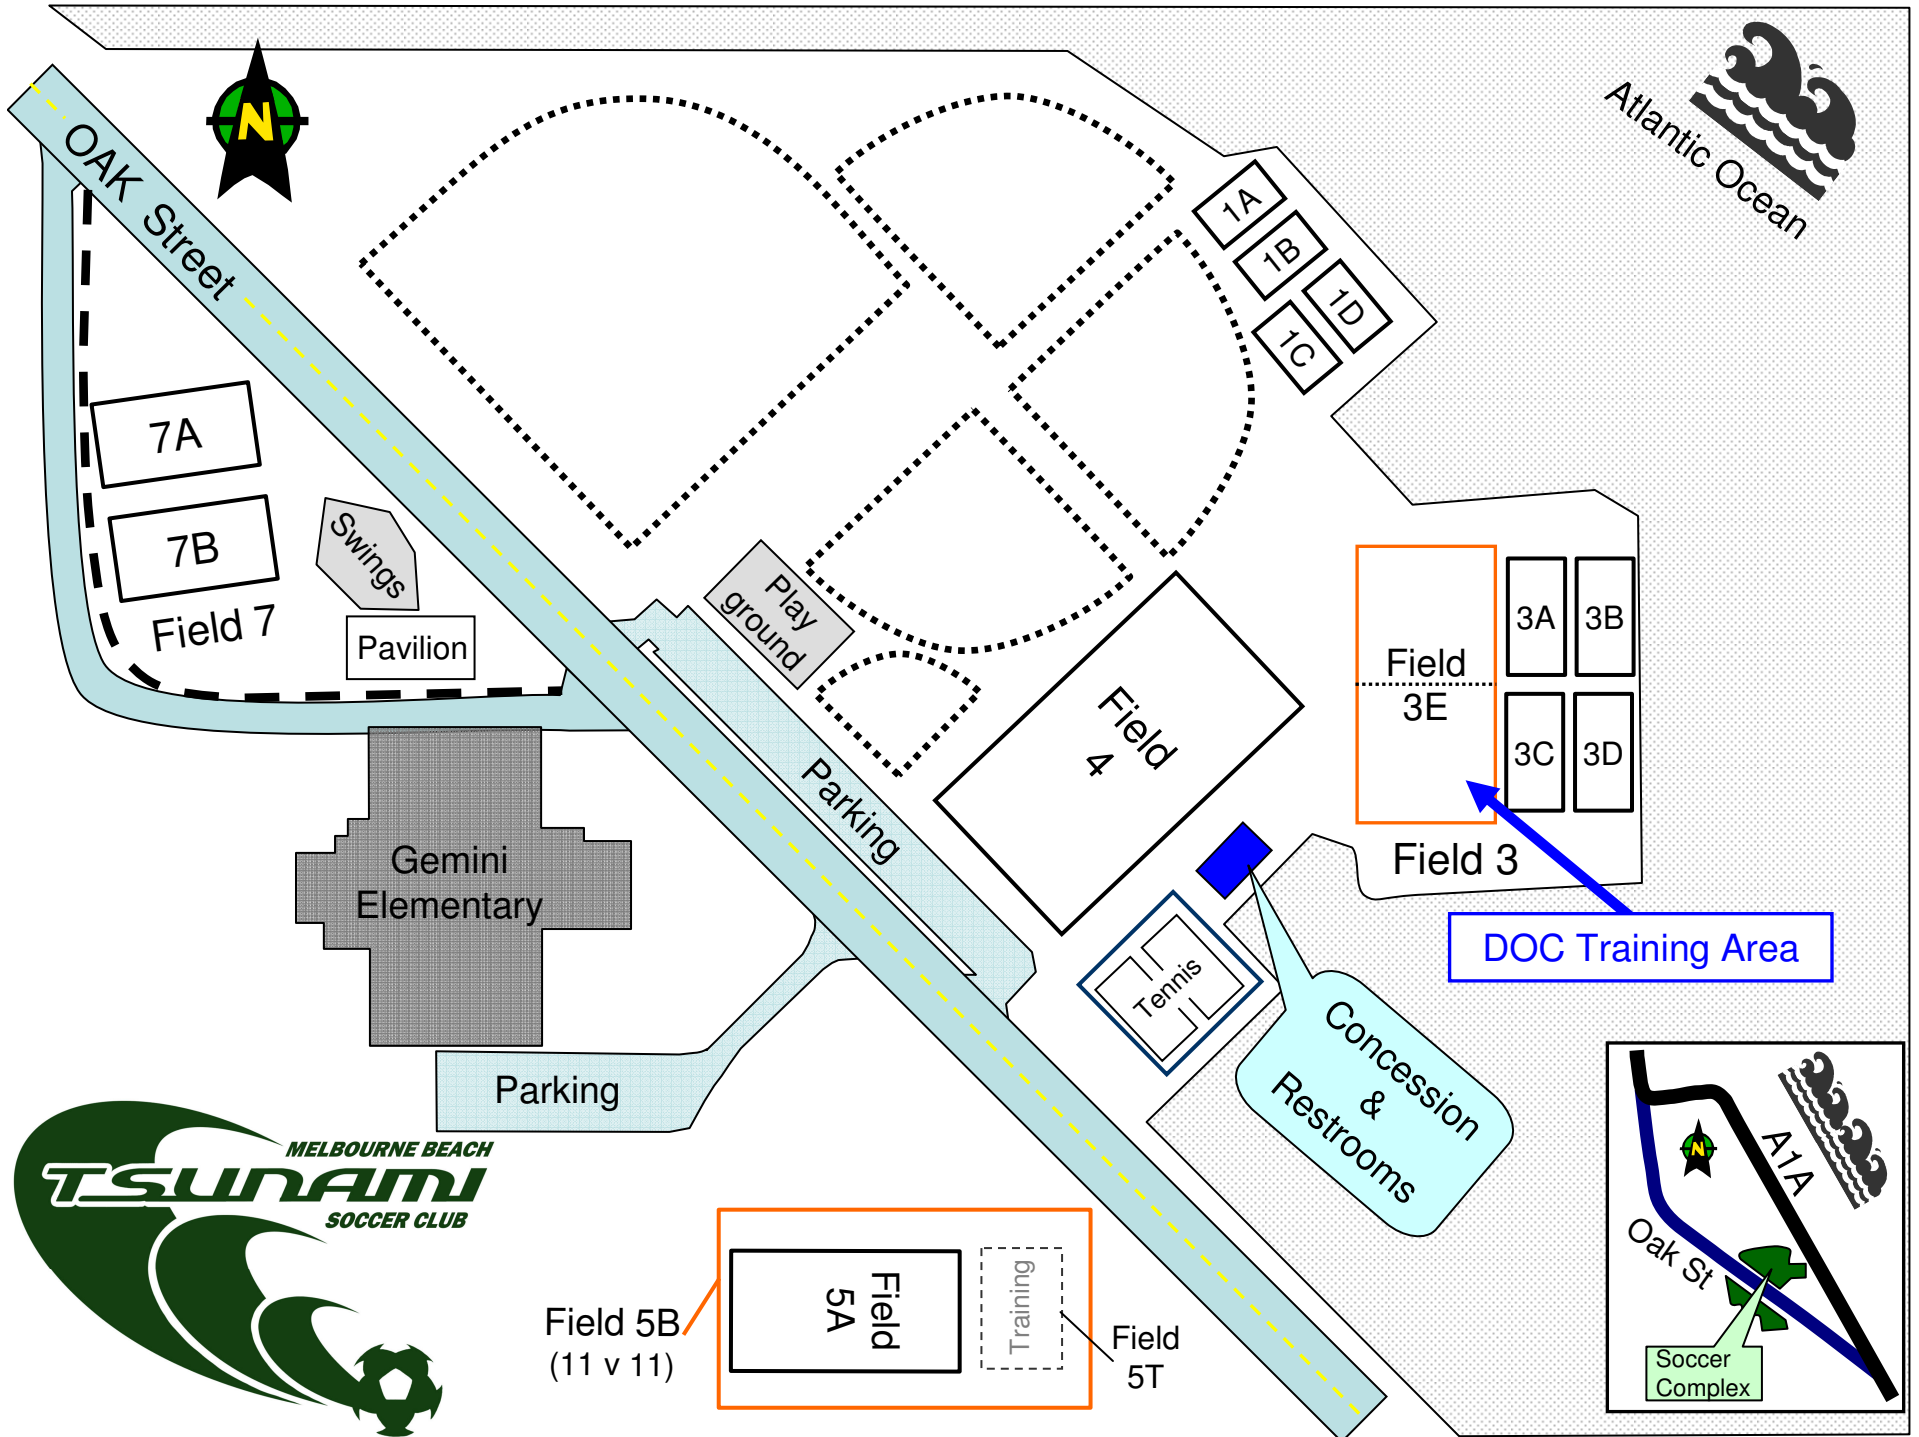 N
OAK Street
Atlantic Ocean
1A
1B
1D
1C
7A
7B
Field 7
Swings
Pavilion
Play
ground
Parking
Field
4
Field
3E
3A
3B
3C
3D
Field 3
DOC Training Area
Tennis
Concession
&
Restrooms
Gemini
Elementary
Parking
MELBOURNE BEACH
TSUNAMI
SOCCER CLUB
Field 5B
(11 v 11)
Field
5A
Training
Field
5T
N
A1A
Oak St
Soccer
Complex